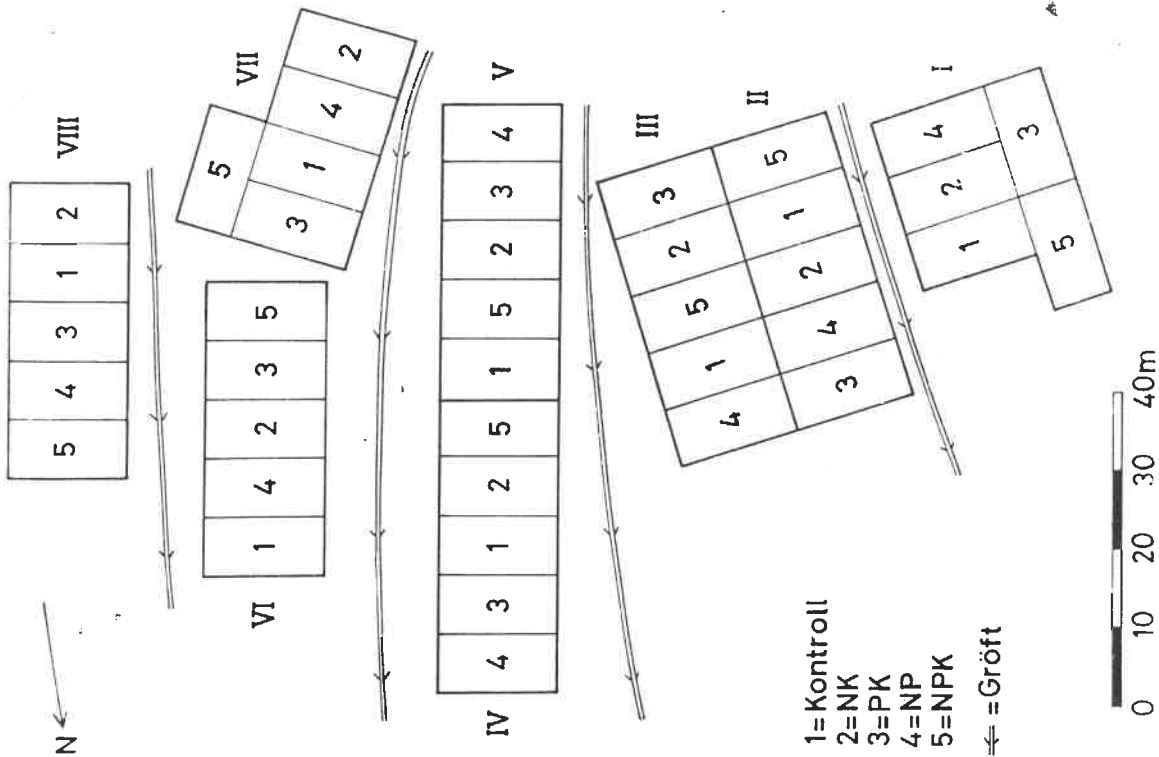 VIII
5 4 3 1 2
N
VII
5
3 1 4 2
VI
1 4 2 3 5
IV
4 3 1 2 5
V
1 5 2 3 4
III
4 1 5 2 3
II
3 4 2 1 5
I
1 2 4
5 3
1=Kontroll
2=NK
3=PK
4=NP
5=NPK
=Gröft
0 10 20 30 40m